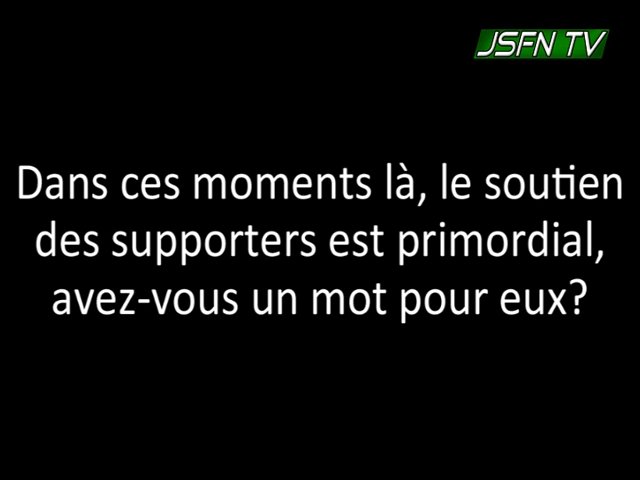 JSFN TV
Dans ces moments là, le soutien
des supporters est primordial,
avez-vous un mot pour eux?